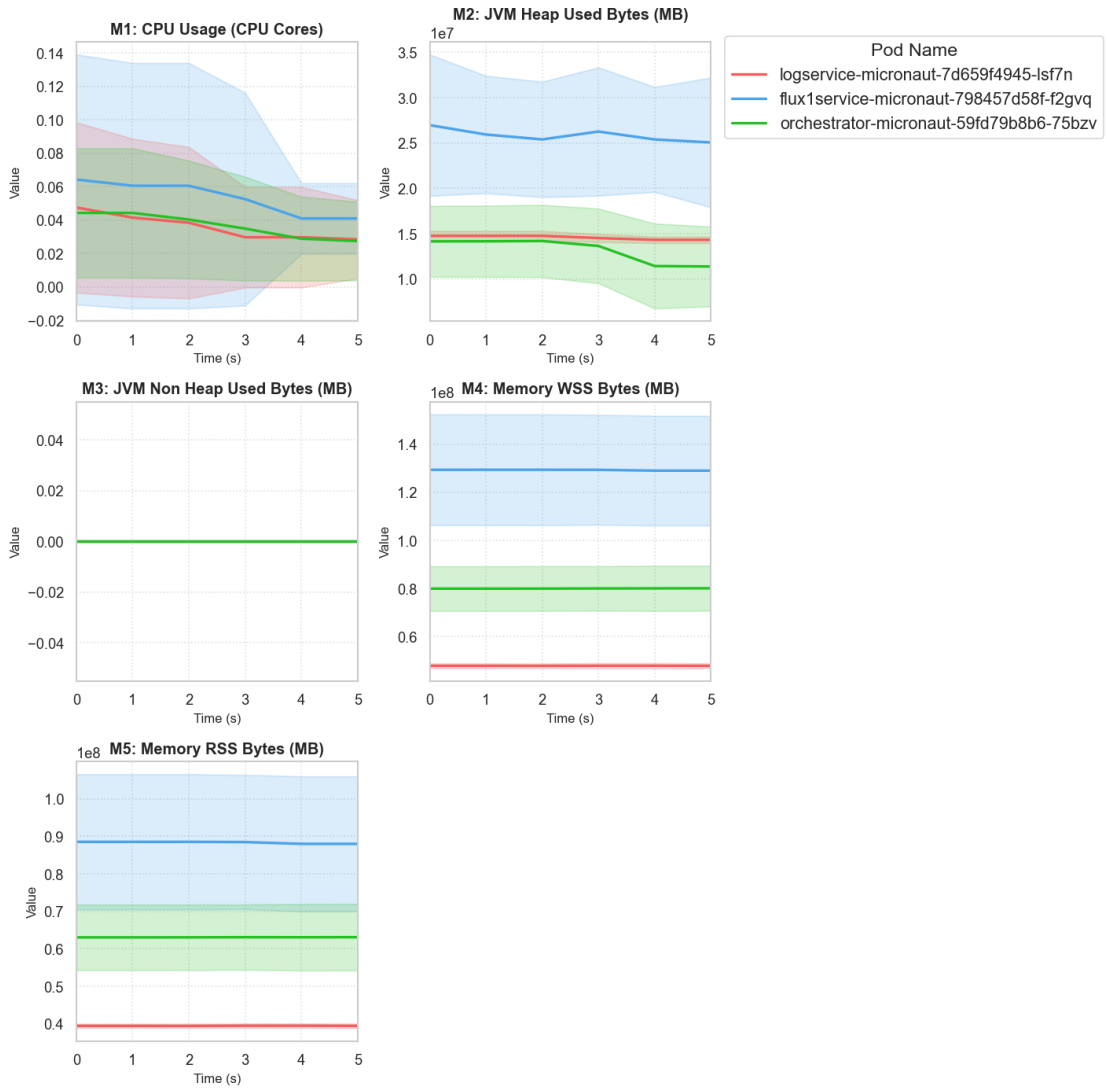 M1: CPU Usage (CPU Cores)
0.14
0.12
0.10
0.08
0.06
0.04
0.02
0.00
−0.02
Value
0 1 2 3 4 5
Time (s)
M2: JVM Heap Used Bytes (MB)
1e7
3.5
3.0
2.5
2.0
1.5
1.0
Value
0 1 2 3 4 5
Time (s)
Pod Name
logservice-micronaut-7d659f4945-lsf7n
flux1service-micronaut-798457d58f-f2gvq
orchestrator-micronaut-59fd79b8b6-75bzv
M3: JVM Non Heap Used Bytes (MB)
0.04
0.02
0.00
−0.02
−0.04
Value
0 1 2 3 4 5
Time (s)
1e8 M4: Memory WSS Bytes (MB)
1.4
1.2
1.0
0.8
0.6
Value
0 1 2 3 4 5
Time (s)
1e8 M5: Memory RSS Bytes (MB)
1.0
0.9
0.8
0.7
0.6
0.5
0.4
Value
0 1 2 3 4 5
Time (s)